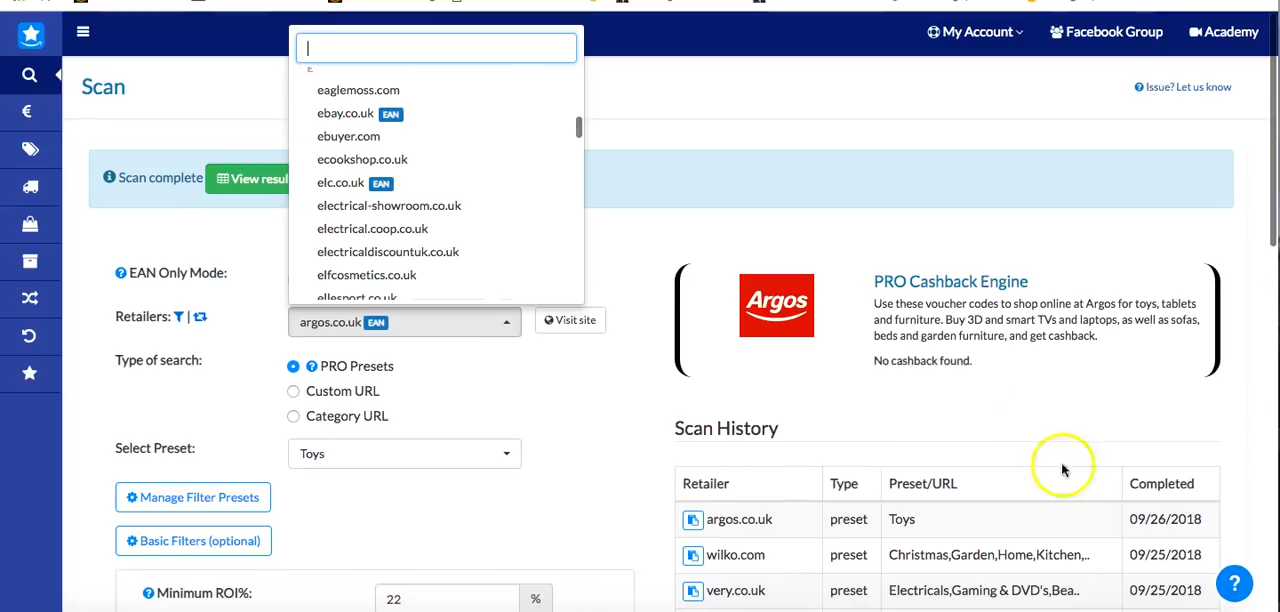 My Account
Facebook Group
Academy
Scan
Issue? Let us know
E
eaglemoss.com
ebay.co.uk EAN
ebuyer.com
ecookshop.co.uk
elc.co.uk EAN
electrical-showroom.co.uk
electrical.coop.co.uk
electricaldiscountuk.co.uk
elfcosmetics.co.uk
ellesport.co.uk
Scan complete
View resul
EAN Only Mode:
Retailers: |
argos.co.uk EAN
Visit site
Type of search:
PRO Presets
Custom URL
Category URL
Select Preset:
Toys
Manage Filter Presets
Basic Filters (optional)
Minimum ROI%:
22
%
Argos
PRO Cashback Engine
Use these voucher codes to shop online at Argos for toys, tablets
and furniture. Buy 3D and smart TVs and laptops, as well as sofas,
beds and garden furniture, and get cashback.
No cashback found.
Scan History
Retailer Type Preset/URL Completed
argos.co.uk preset Toys 09/26/2018
wilko.com preset Christmas,Garden,Home,Kitchen,.. 09/25/2018
very.co.uk preset Electricals,Gaming & DVD's,Bea.. 09/25/2018
?